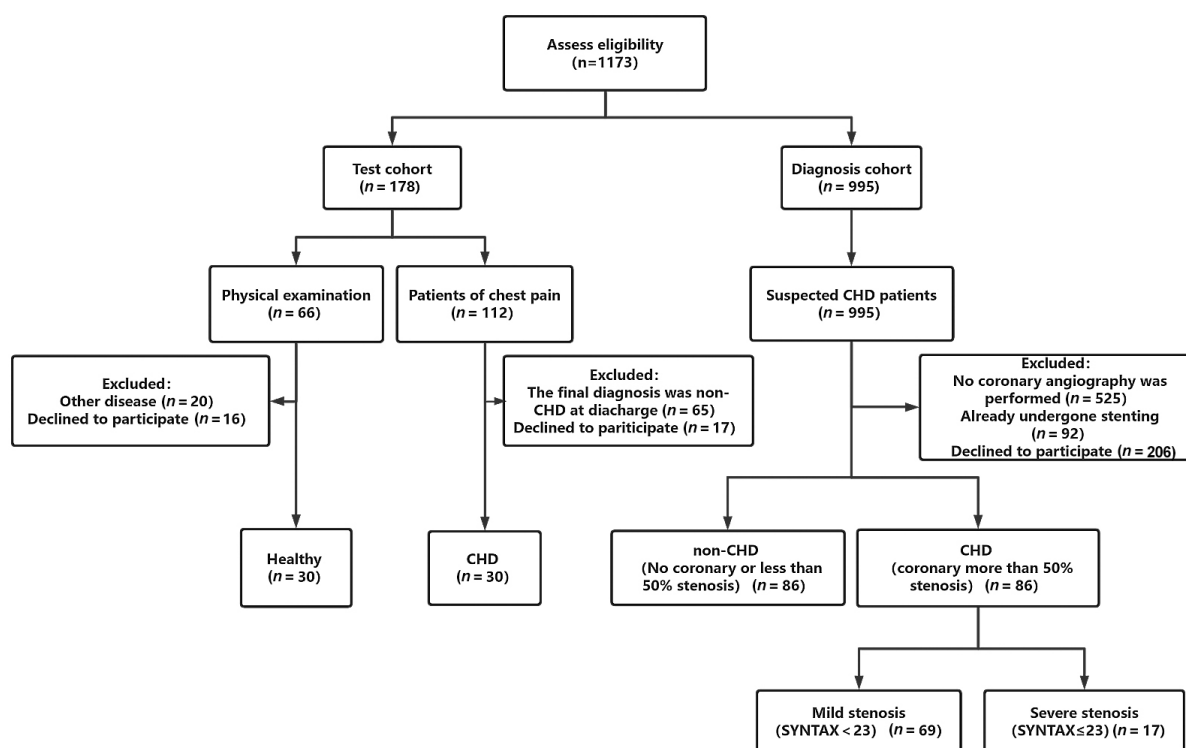 Assess eligibility
(n=1173)
Test cohort
(n = 178)
Diagnosis cohort
(n = 995)
Physical examination
(n = 66)
Patients of chest pain
(n = 112)
Suspected CHD patients
(n = 995)
Excluded:
Other disease (n = 20)
Declined to participate (n = 16)
Excluded:
The final diagnosis was non-
CHD at diacharge (n = 65)
Declined to pariticipate (n = 17)
Excluded:
No coronary angiography was
performed (n = 525)
Already undergone stenting
(n = 92)
Declined to participate (n = 206)
Healthy
(n = 30)
CHD
(n = 30)
non-CHD
(No coronary or less than
50% stenosis) (n = 86)
CHD
(coronary more than 50%
stenosis) (n = 86)
Mild stenosis
(SYNTAX < 23) (n = 69)
Severe stenosis
(SYNTAX≤23) (n = 17)